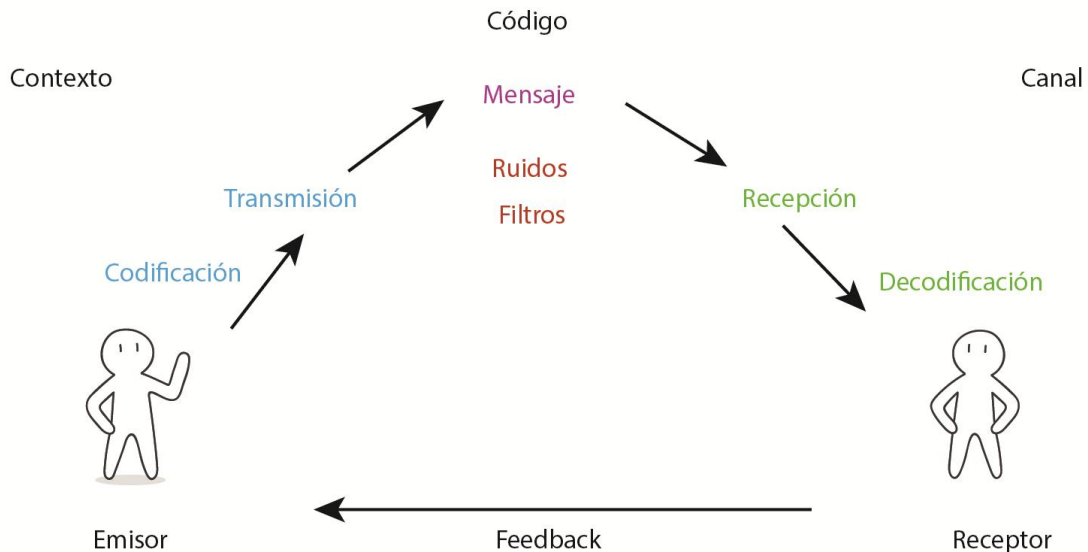 Código
Contexto
Canal
Mensaje
Ruidos
Transmisión
Recepción
Filtros
Codificación
Decodificación
Emisor
Feedback
Receptor